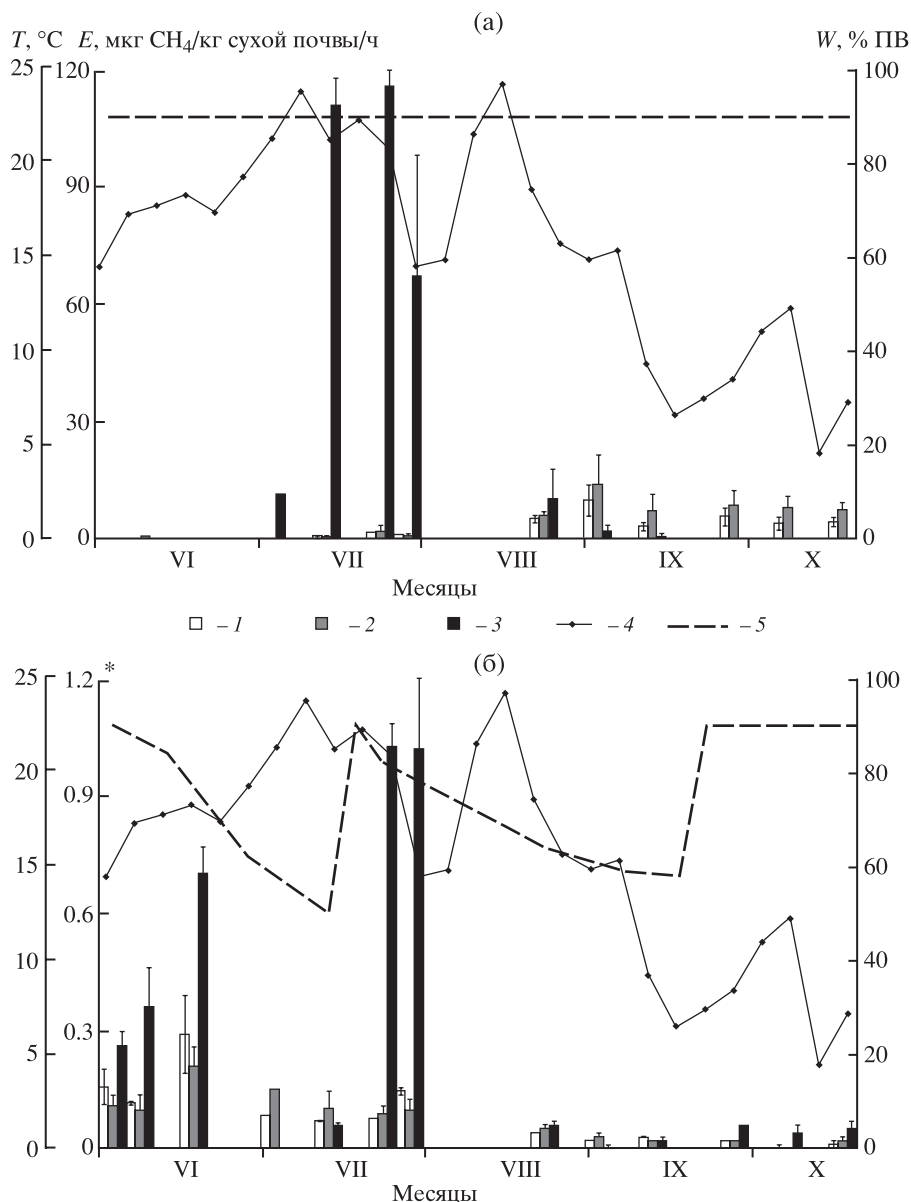 (а)
T, °C E, мкг CH4/кг сухой почвы/ч W, % ПВ
25 120 100
20 90 80
15 60 60
10 40
5 30 20
0 0 0
VI VII VIII IX X
Месяцы
– 1 – 2 – 3 – 4 – 5
(б)
25 1.2 * 100
20 0.9 80
15 0.6 60
10 40
5 0.3 20
0 0 0
VI VII VIII IX X
Месяцы